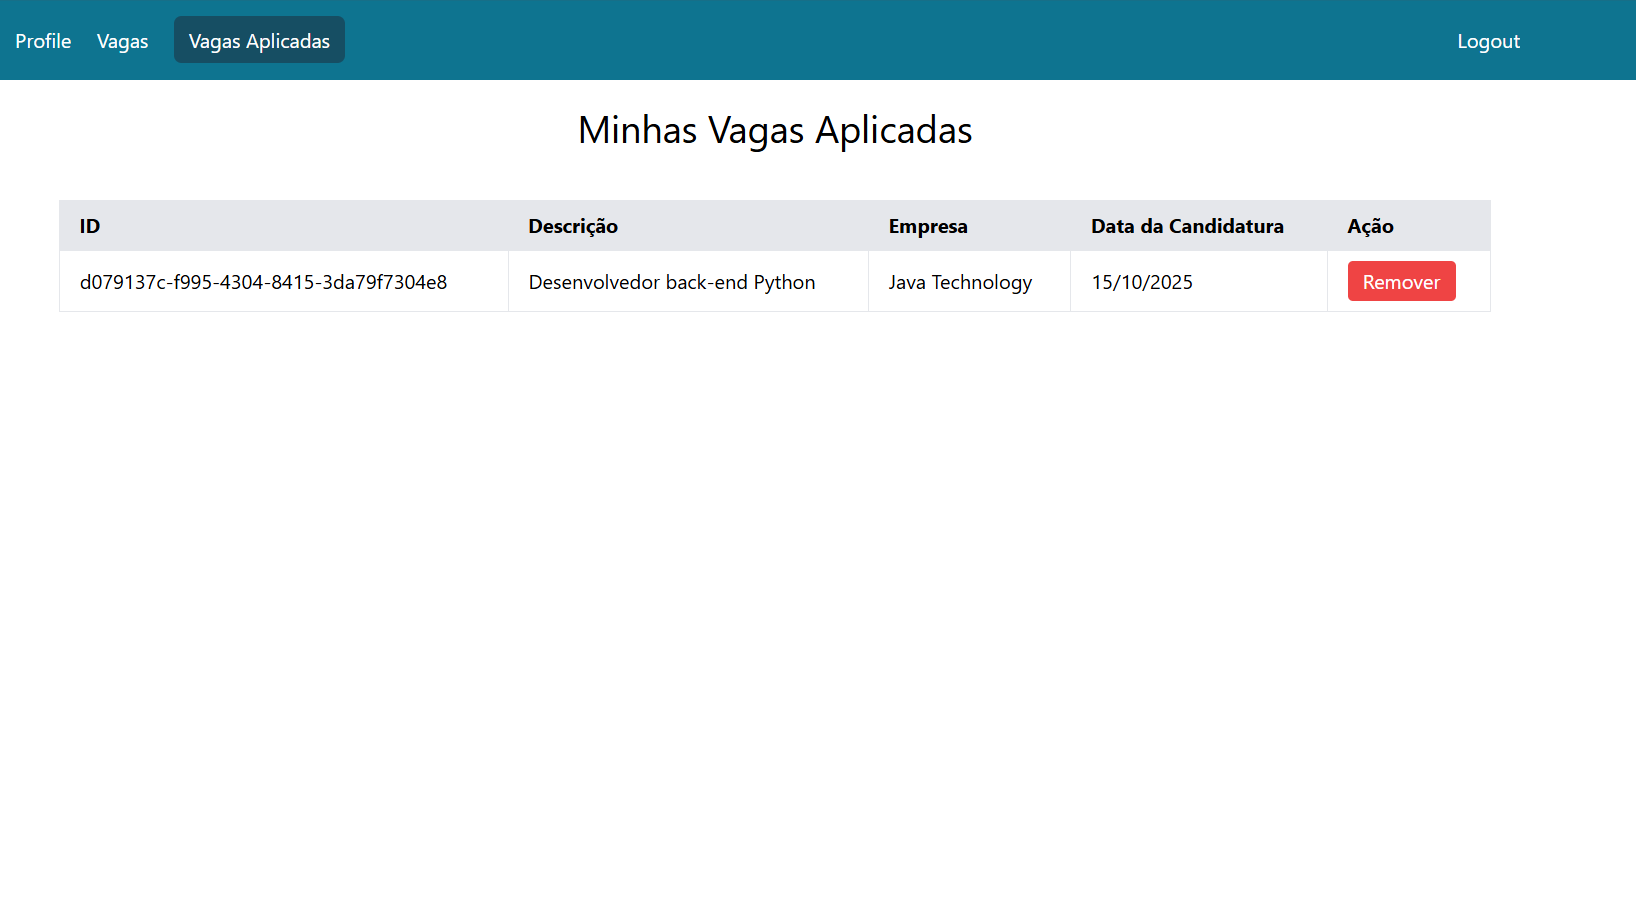 Profile Vagas Vagas Aplicadas Logout
Minhas Vagas Aplicadas
ID Descrição Empresa Data da Candidatura Ação
d079137c-f995-4304-8415-3da79f7304e8 Desenvolvedor back-end Python Java Technology 15/10/2025 Remover